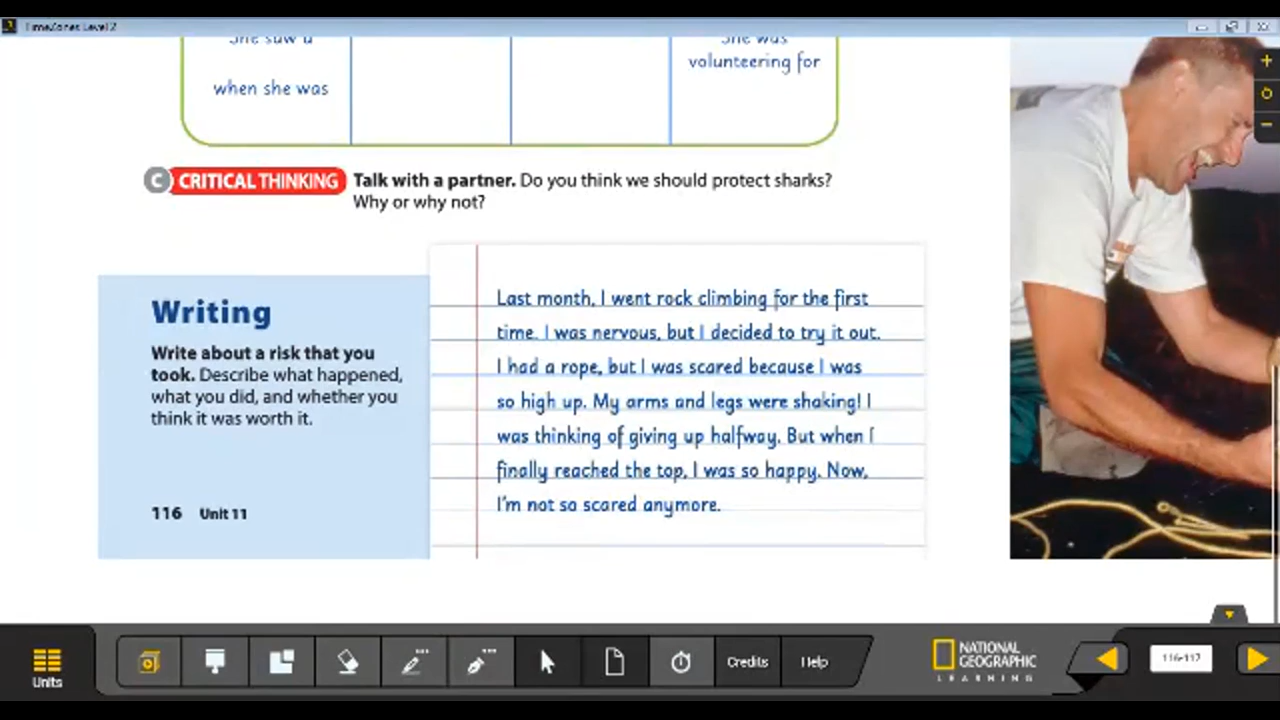 TimeZones Level 2
She saw a
She was
volunteering for
when she was
C CRITICAL THINKING Talk with a partner. Do you think we should protect sharks?
Why or why not?
Writing
Write about a risk that you
took. Describe what happened,
what you did, and whether you
think it was worth it.
116 Unit 11
Last month, I went rock climbing for the first
time. I was nervous, but I decided to try it out.
I had a rope, but I was scared because I was
so high up. My arms and legs were shaking! I
was thinking of giving up halfway. But when I
finally reached the top, I was so happy. Now,
I'm not so scared anymore.
Units
Credits
Help
NATIONAL
GEOGRAPHIC
LEARNING
116-117